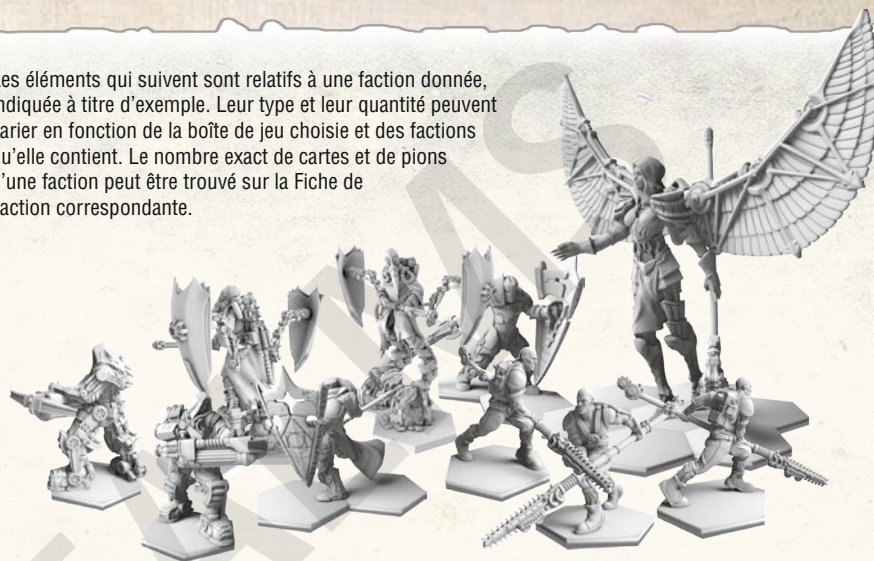 es éléments qui suivent sont relatifs à une faction donnée,
ndiquée à titre d'exemple. Leur type et leur quantité peuvent
arier en fonction de la boîte de jeu choisie et des factions
u'elle contient. Le nombre exact de cartes et de pions
'une faction peut être trouvé sur la Fiche de
action correspondante.